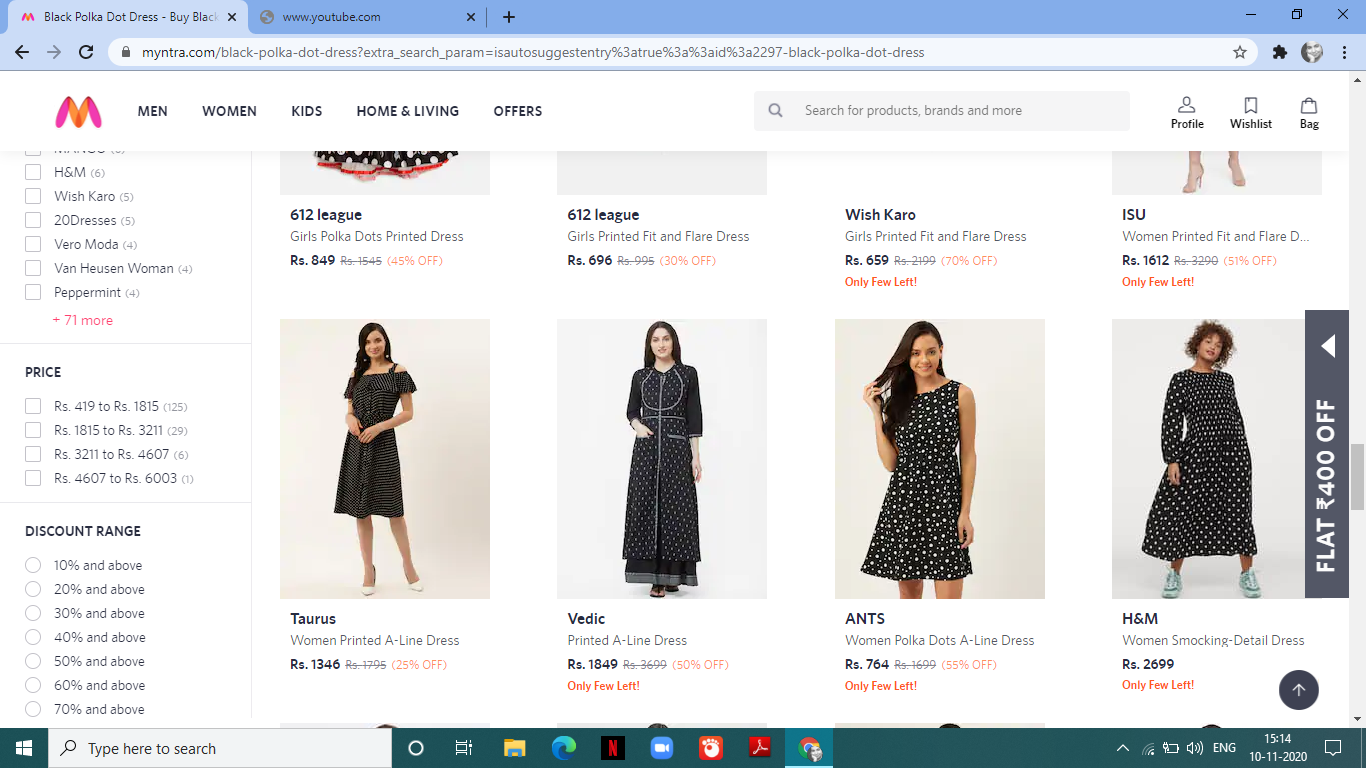 Black Polka Dot Dress - Buy Black
www.youtube.com
myntra.com/black-polka-dot-dress?extra_search_param=isautosuggestentry%3atrue%3a%3aid%3a2297-black-polka-dot-dress
MEN WOMEN KIDS HOME & LIVING OFFERS
Search for products, brands and more
Profile Wishlist Bag
H&M (6)
Wish Karo (5)
20Dresses (5)
Vero Moda (4)
Van Heusen Woman (4)
Peppermint (4)
+ 71 more
PRICE
Rs. 419 to Rs. 1815 (125)
Rs. 1815 to Rs. 3211 (29)
Rs. 3211 to Rs. 4607 (6)
Rs. 4607 to Rs. 6003 (1)
DISCOUNT RANGE
10% and above
20% and above
30% and above
40% and above
50% and above
60% and above
70% and above
612 league
Girls Polka Dots Printed Dress
Rs. 849 Rs. 1545 (45% OFF)
612 league
Girls Printed Fit and Flare Dress
Rs. 696 Rs. 995 (30% OFF)
Wish Karo
Girls Printed Fit and Flare Dress
Rs. 659 Rs. 2199 (70% OFF)
Only Few Left!
ISU
Women Printed Fit and Flare D...
Rs. 1612 Rs. 3290 (51% OFF)
Only Few Left!
Taurus
Women Printed A-Line Dress
Rs. 1346 Rs. 1795 (25% OFF)
Vedic
Printed A-Line Dress
Rs. 1849 Rs. 3699 (50% OFF)
Only Few Left!
ANTS
Women Polka Dots A-Line Dress
Rs. 764 Rs. 1699 (55% OFF)
Only Few Left!
H&M
Women Smocking-Detail Dress
Rs. 2699
Only Few Left!
FLAT ₹400 OFF
Type here to search
ENG
15:14
10-11-2020